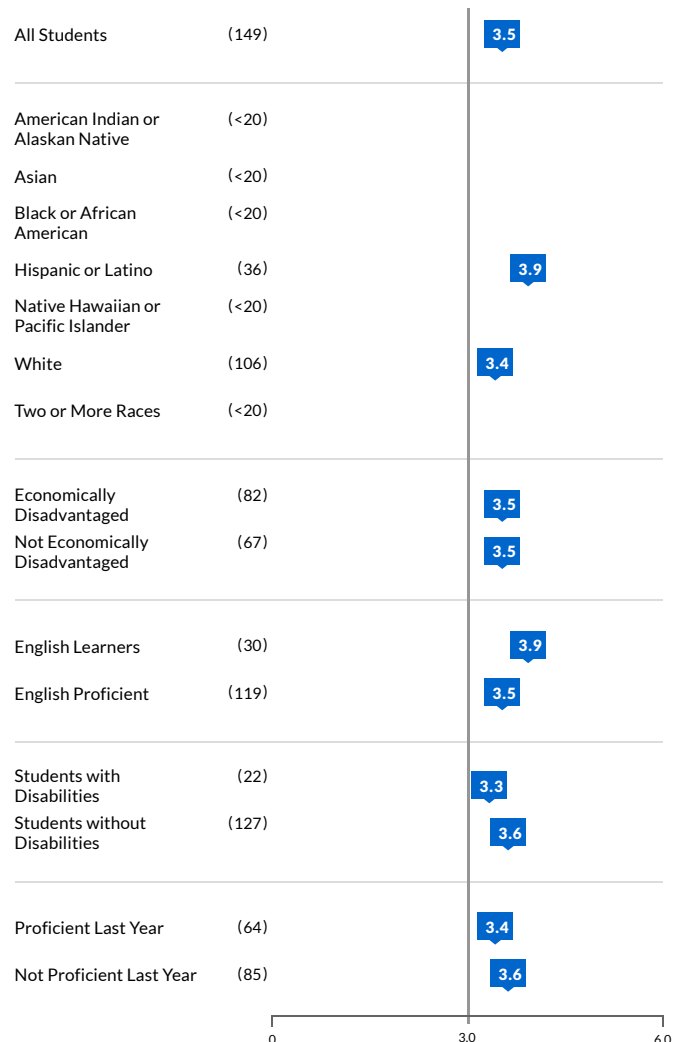 All Students (149) 3.5
American Indian or (<20)
Alaskan Native
Asian (<20)
Black or African (<20)
American
Hispanic or Latino (36) 3.9
Native Hawaiian or (<20)
Pacific Islander
White (106) 3.4
Two or More Races (<20)
Economically (82) 3.5
Disadvantaged
Not Economically (67) 3.5
Disadvantaged
English Learners (30) 3.9
English Proficient (119) 3.5
Students with (22) 3.3
Disabilities
Students without (127) 3.6
Disabilities
Proficient Last Year (64) 3.4
Not Proficient Last Year (85) 3.6
0 3.0 6.0